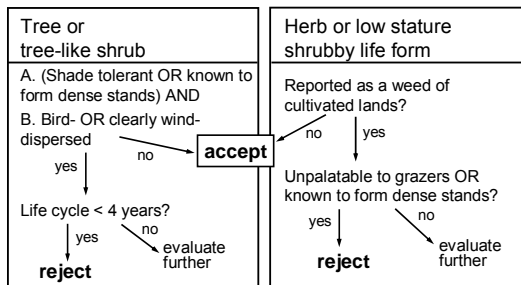 Tree or
tree-like shrub
A. (Shade tolerant OR known to
form dense stands) AND
B. Bird- OR clearly wind-
dispersed
yes
no
Life cycle < 4 years?
yes
no
reject
evaluate
further
accept
Herb or low stature
shrubby life form
Reported as a weed of
cultivated lands?
no
yes
Unpalatable to grazers OR
known to form dense stands?
yes
no
reject
evaluate
further